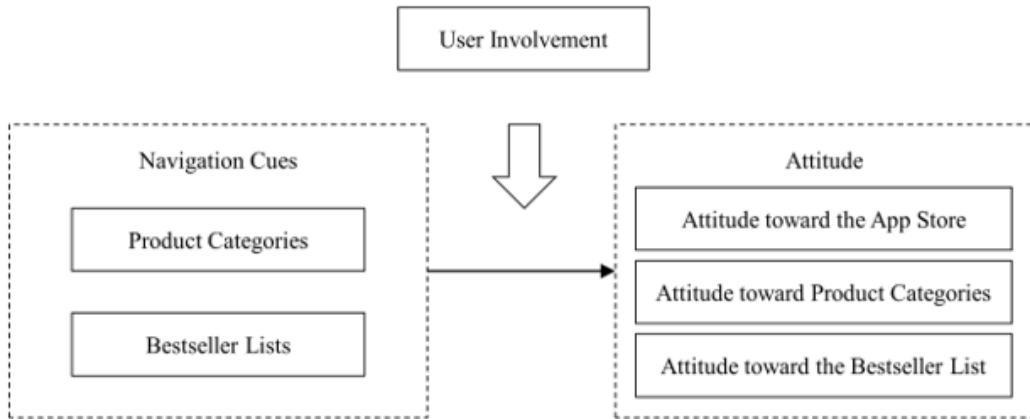 User Involvement
Navigation Cues
Product Categories
Bestseller Lists
Attitude
Attitude toward the App Store
Attitude toward Product Categories
Attitude toward the Bestseller List